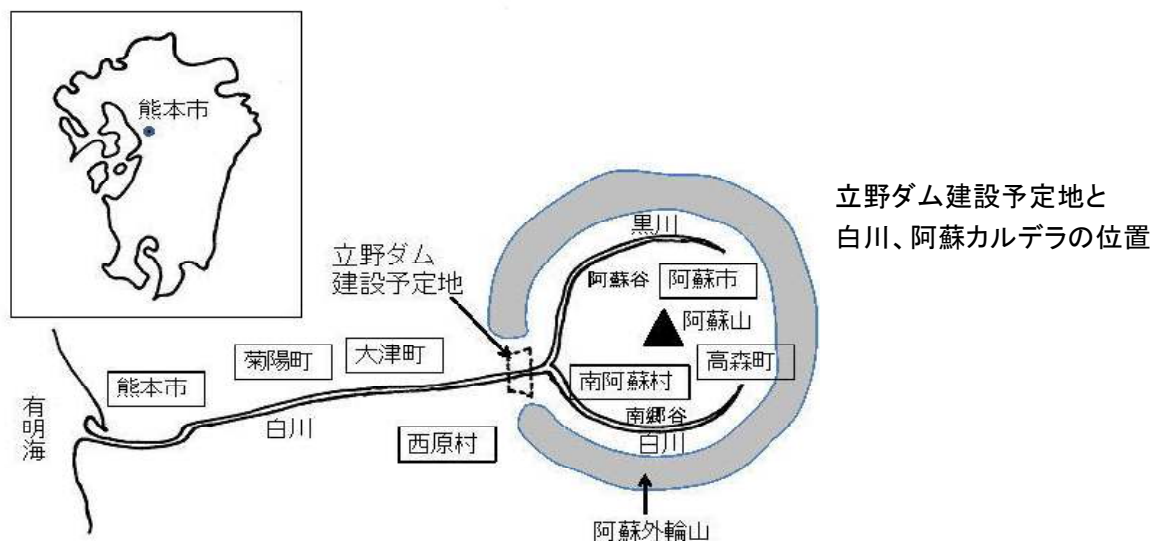 熊本市
立野ダム建設予定地と
白川、阿蘇カルデラの位置
黒川
立野ダム
建設予定地
阿蘇谷
阿蘇市
阿蘇山
大津町
菊陽町
高森町
熊本市
南阿蘇村
有明海
南郷谷
白川
白川
西原村
阿蘇外輪山